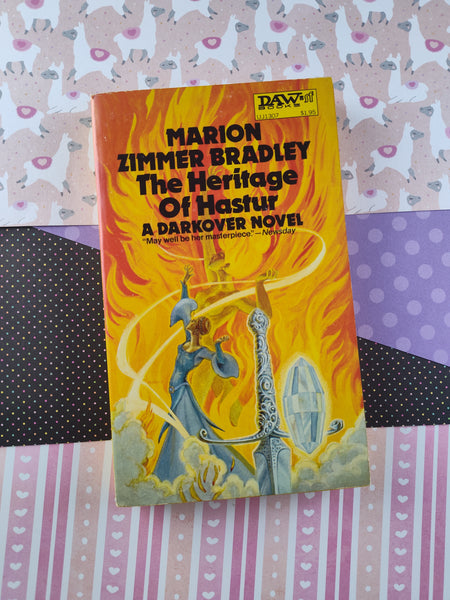 DAW sf
BOOKS
UJ1307
$1.95
MARION
ZIMMER BRADLEY
The Heritage
Of Hastur
A DARKOVER NOVEL
"May well be her masterpiece."—Newsday